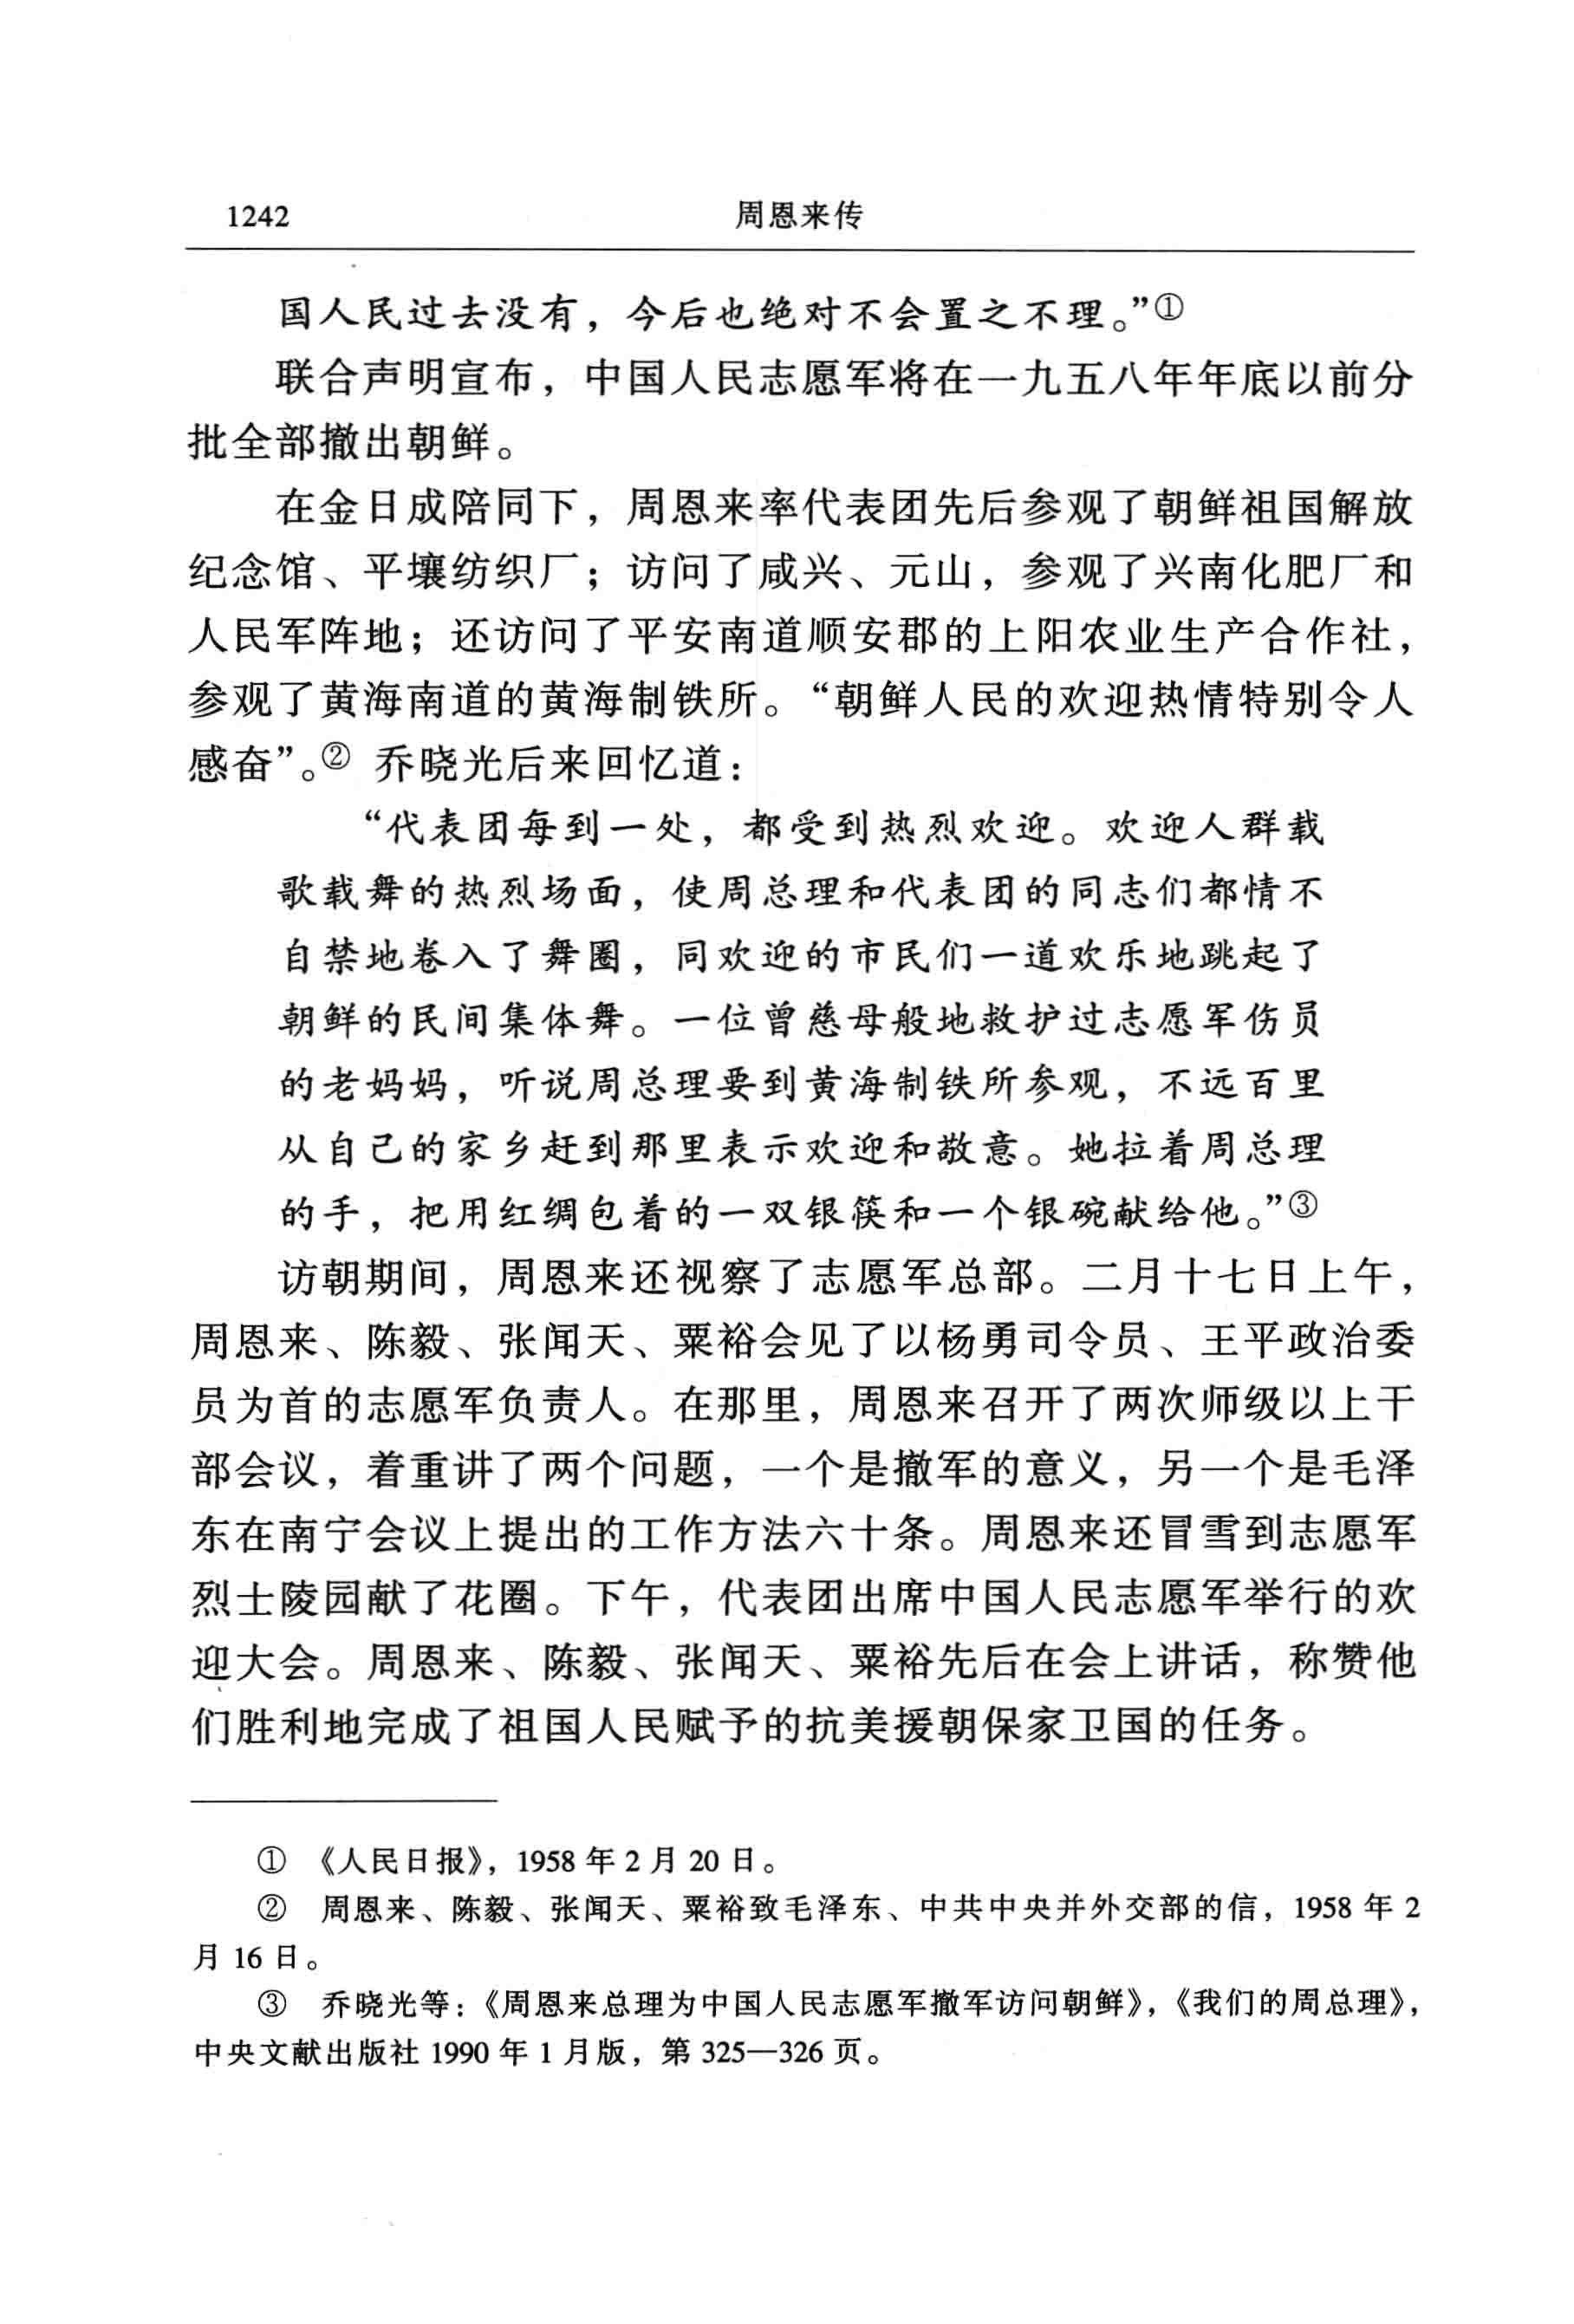 1242 周恩来传
国人民过去没有，今后也绝对不会置之不理。”①
联合声明宣布，中国人民志愿军将在一九五八年年底以前分
批全部撤出朝鲜。
在金日成陪同下，周恩来率代表团先后参观了朝鲜祖国解放
纪念馆、平壤纺织厂；访问了咸兴、元山，参观了兴南化肥厂和
人民军阵地；还访问了平安南道顺安郡的上阳农业生产合作社，
参观了黄海南道的黄海制铁所。“朝鲜人民的欢迎热情特别令人
感奋”。② 乔晓光后来回忆道：
“代表团每到一处，都受到热烈欢迎。欢迎人群载
歌载舞的热烈场面，使周总理和代表团的同志们都情不
自禁地卷入了舞圈，同欢迎的市民们一道欢乐地跳起了
朝鲜的民间集体舞。一位曾慈母般地救护过志愿军伤员
的老妈妈，听说周总理要到黄海制铁所参观，不远百里
从自己的家乡赶到那里表示欢迎和敬意。她拉着周总理
的手，把用红绸包着的一双银筷和一个银碗献给他。”③
访朝期间，周恩来还视察了志愿军总部。二月十七日上午，
周恩来、陈毅、张闻天、粟裕会见了以杨勇司令员、王平政治委
员为首的志愿军负责人。在那里，周恩来召开了两次师级以上干
部会议，着重讲了两个问题，一个是撤军的意义，另一个是毛泽
东在南宁会议上提出的工作方法六十条。周恩来还冒雪到志愿军
烈士陵园献了花圈。下午，代表团出席中国人民志愿军举行的欢
迎大会。周恩来、陈毅、张闻天、粟裕先后在会上讲话，称赞他
们胜利地完成了祖国人民赋予的抗美援朝保家卫国的任务。
① 《人民日报》，1958 年 2 月 20 日。
② 周恩来、陈毅、张闻天、粟裕致毛泽东、中共中央并外交部的信，1958 年 2
月 16 日。
③ 乔晓光等：《周恩来总理为中国人民志愿军撤军访问朝鲜》，《我们的周总理》，
中央文献出版社 1990 年 1 月版，第 325—326 页。